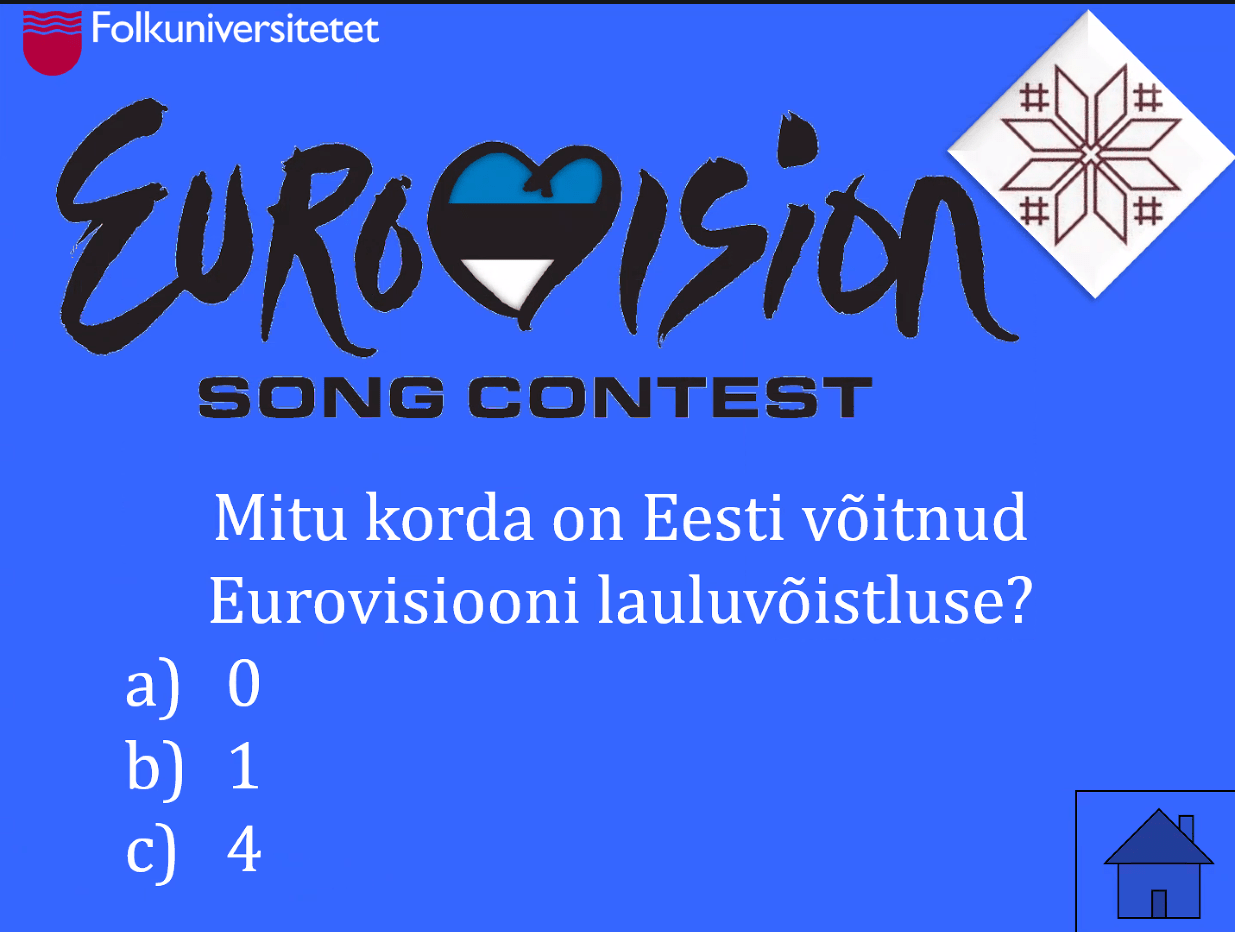 Folkuniversitetet
EUROVISION
SONG CONTEST
Mitu korda on Eesti võitnud
Eurovisiooni lauluvõistluse?
a) 0
b) 1
c) 4